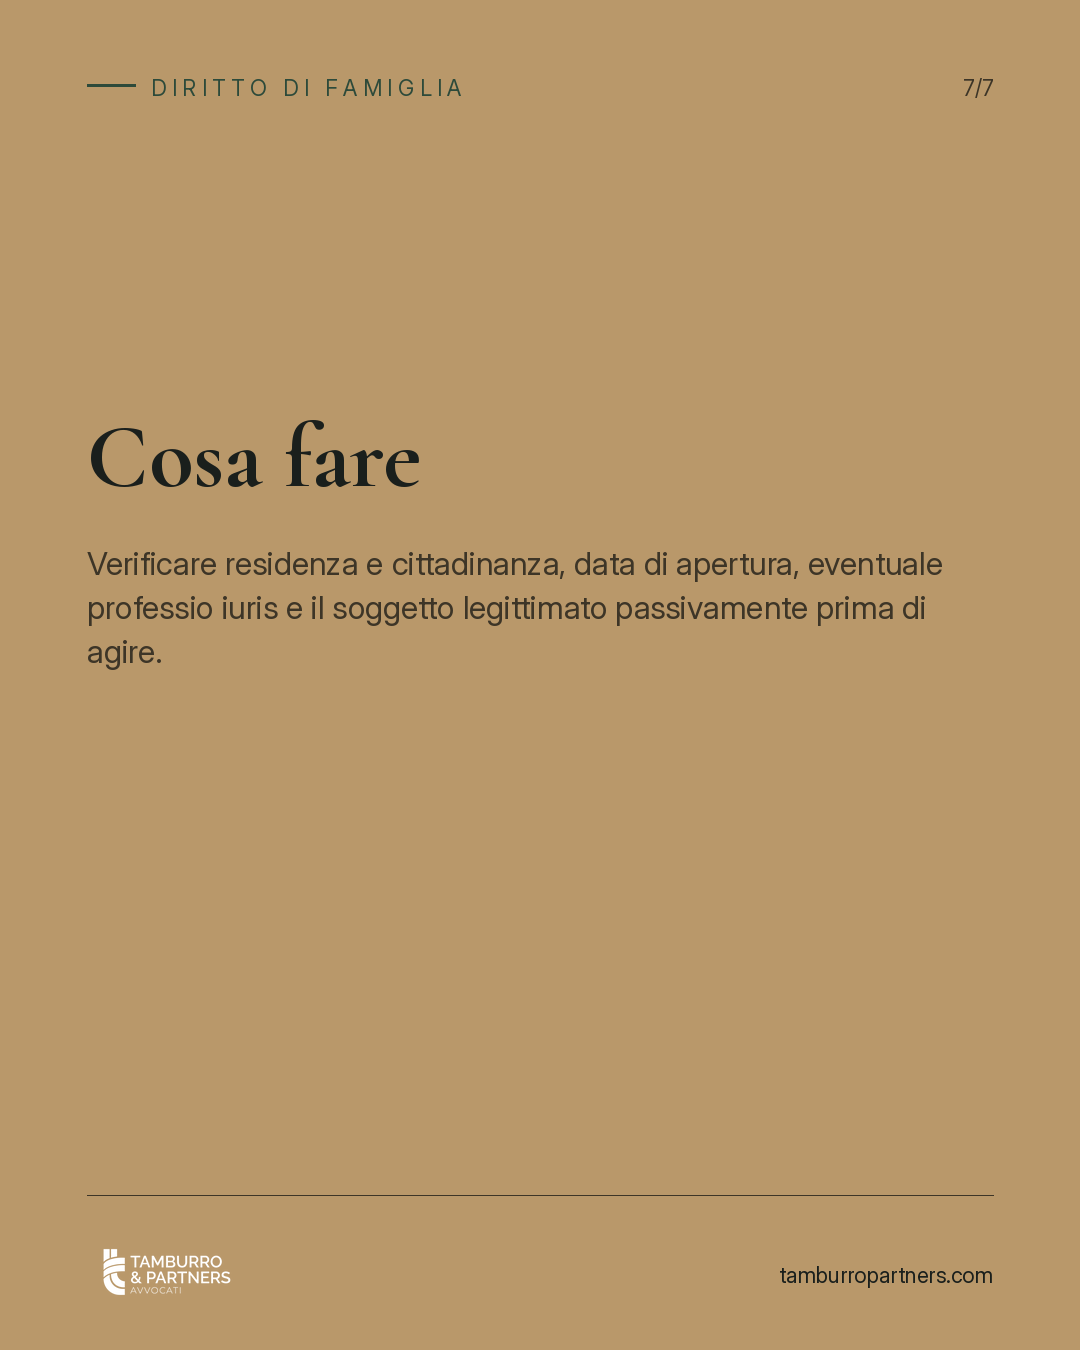 DIRITTO DI FAMIGLIA
7/7
Cosa fare
Verificare residenza e cittadinanza, data di apertura, eventuale
professio iuris e il soggetto legittimato passivamente prima di
agire.
TAMBURRO
& PARTNERS
AVVOCATI
tamburropartners.com